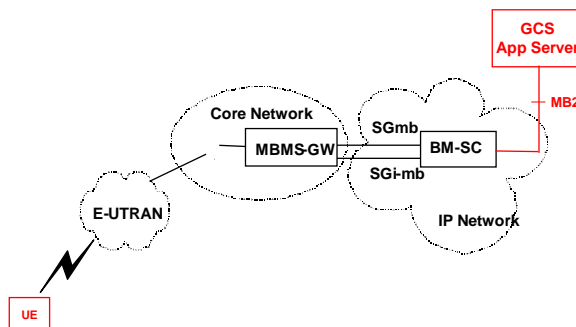 GCS
App Server
MB2
Core Network
SGmb
MBMS-GW
BM-SC
SGi-mb
E-UTRAN
IP Network
UE